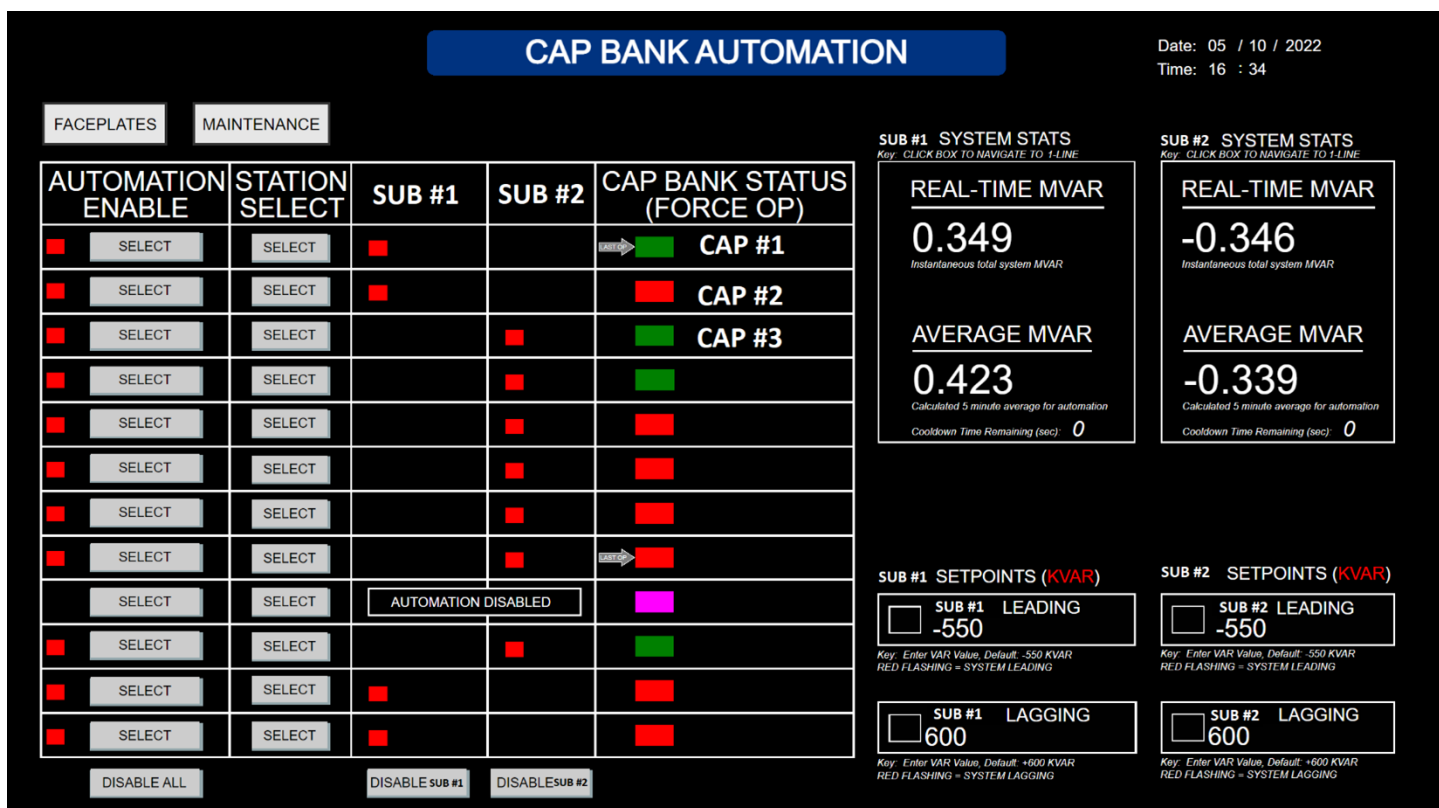 CAP BANK AUTOMATION
Date: 05 / 10 / 2022
Time: 16 : 34
FACEPLATES
MAINTENANCE
AUTOMATION ENABLE
STATION SELECT
SUB #1
SUB #2
CAP BANK STATUS (FORCE OP)
SELECT SELECT LAST OP CAP #1
SELECT SELECT CAP #2
SELECT SELECT CAP #3
SELECT SELECT
SELECT SELECT
SELECT SELECT
SELECT SELECT
SELECT SELECT LAST OP
SELECT SELECT AUTOMATION DISABLED
SELECT SELECT
SELECT SELECT
SELECT SELECT
DISABLE ALL
DISABLE SUB #1
DISABLE SUB #2
SUB #1 SYSTEM STATS
Key: CLICK BOX TO NAVIGATE TO 1-LINE
REAL-TIME MVAR
0.349
Instantaneous total system MVAR
AVERAGE MVAR
0.423
Calculated 5 minute average for automation
Cooldown Time Remaining (sec): 0
SUB #2 SYSTEM STATS
Key: CLICK BOX TO NAVIGATE TO 1-LINE
REAL-TIME MVAR
-0.346
Instantaneous total system MVAR
AVERAGE MVAR
-0.339
Calculated 5 minute average for automation
Cooldown Time Remaining (sec): 0
SUB #1 SETPOINTS (KVAR)
SUB #1 LEADING
-550
Key: Enter VAR Value, Default: -550 KVAR
RED FLASHING = SYSTEM LEADING
SUB #1 LAGGING
600
Key: Enter VAR Value, Default: +600 KVAR
RED FLASHING = SYSTEM LAGGING
SUB #2 SETPOINTS (KVAR)
SUB #2 LEADING
-550
Key: Enter VAR Value, Default: -550 KVAR
RED FLASHING = SYSTEM LEADING
SUB #2 LAGGING
600
Key: Enter VAR Value, Default: +600 KVAR
RED FLASHING = SYSTEM LAGGING